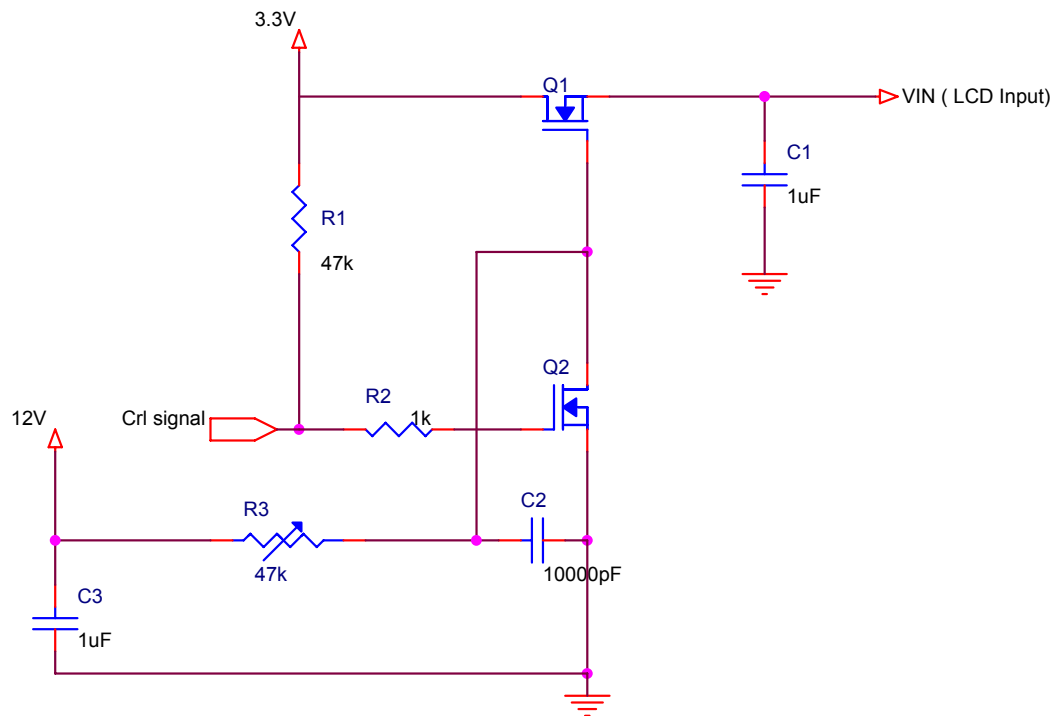 3.3V
Q1
VIN ( LCD Input)
C1
1uF
R1
47k
Q2
R2
1k
12V
Crl signal
R3
47k
C2
10000pF
C3
1uF